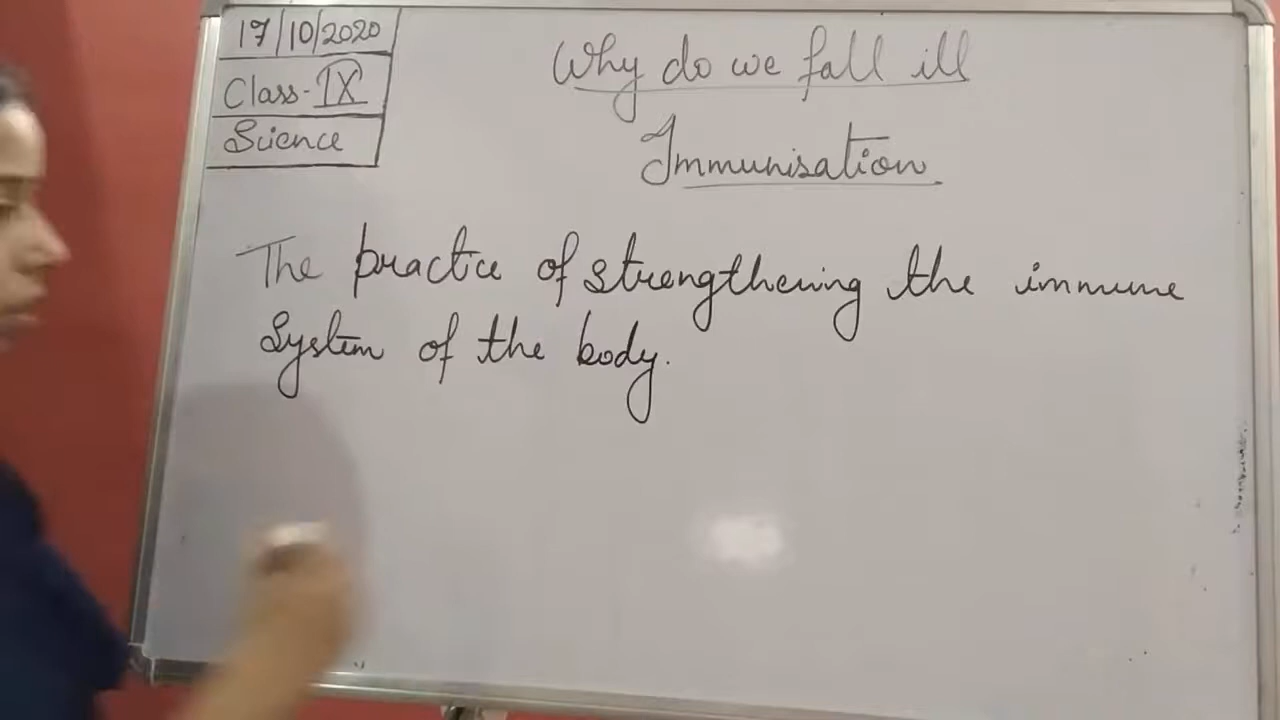 17/10/2020
Class-IX
Science
Why do we fall ill
Immunisation
The practice of strengthening the immune
System of the body.